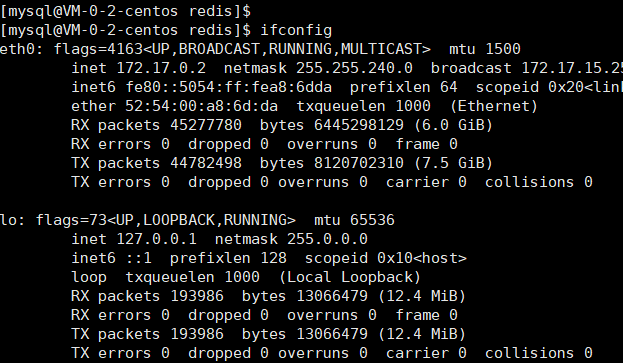 [mysql@VM-0-2-centos redis]$
[mysql@VM-0-2-centos redis]$ ifconfig
eth0: flags=4163<UP,BROADCAST,RUNNING,MULTICAST>  mtu 1500
        inet 172.17.0.2  netmask 255.255.240.0  broadcast 172.17.15.25
        inet6 fe80::5054:ff:fea8:6dda  prefixlen 64  scopeid 0x20<link
        ether 52:54:00:a8:6d:da  txqueuelen 1000  (Ethernet)
        RX packets 45277780  bytes 6445298129 (6.0 GiB)
        RX errors 0  dropped 0  overruns 0  frame 0
        TX packets 44782498  bytes 8120702310 (7.5 GiB)
        TX errors 0  dropped 0 overruns 0  carrier 0  collisions 0
lo: flags=73<UP,LOOPBACK,RUNNING>  mtu 65536
        inet 127.0.0.1  netmask 255.0.0.0
        inet6 ::1  prefixlen 128  scopeid 0x10<host>
        loop  txqueuelen 1000  (Local Loopback)
        RX packets 193986  bytes 13066479 (12.4 MiB)
        RX errors 0  dropped 0  overruns 0  frame 0
        TX packets 193986  bytes 13066479 (12.4 MiB)
        TX errors 0  dropped 0 overruns 0  carrier 0  collisions 0